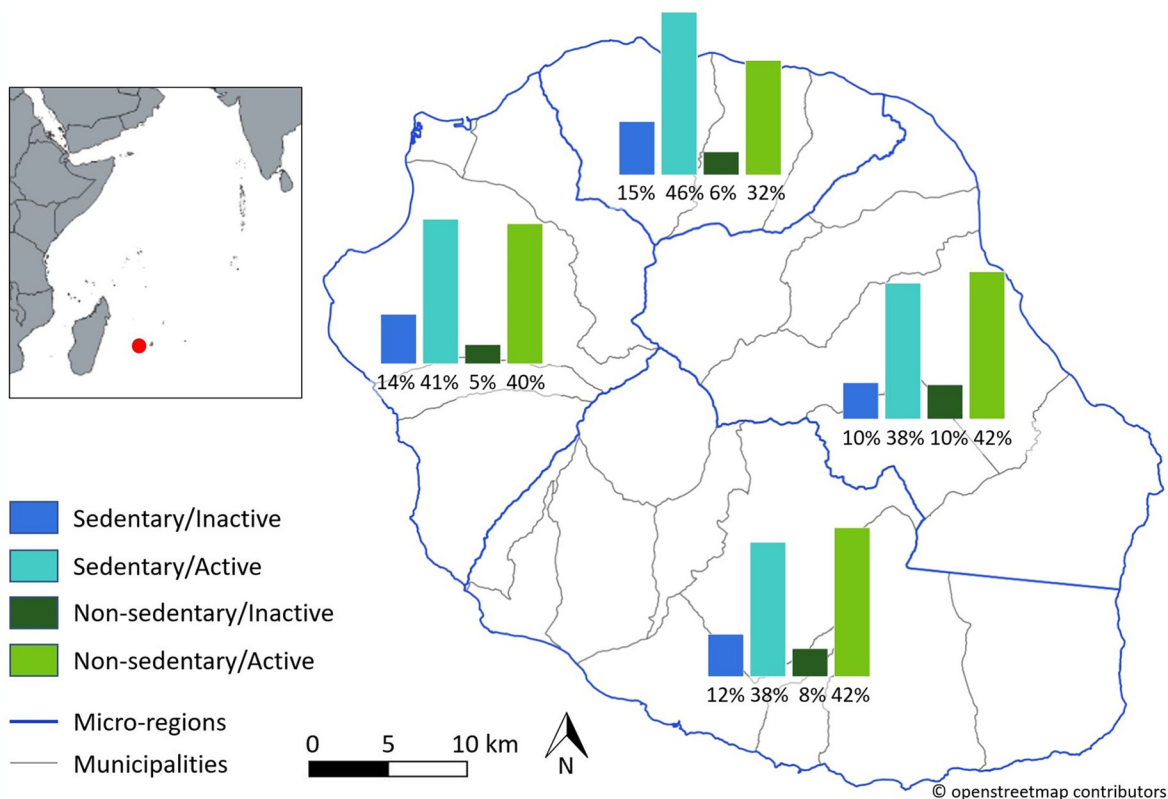 15% 46% 6% 32%
14% 41% 5% 40%
10% 38% 10% 42%
12% 38% 8% 42%
Sedentary/Inactive
Sedentary/Active
Non-sedentary/Inactive
Non-sedentary/Active
Micro-regions
Municipalities
0 5 10 km
N
© openstreetmap contributors